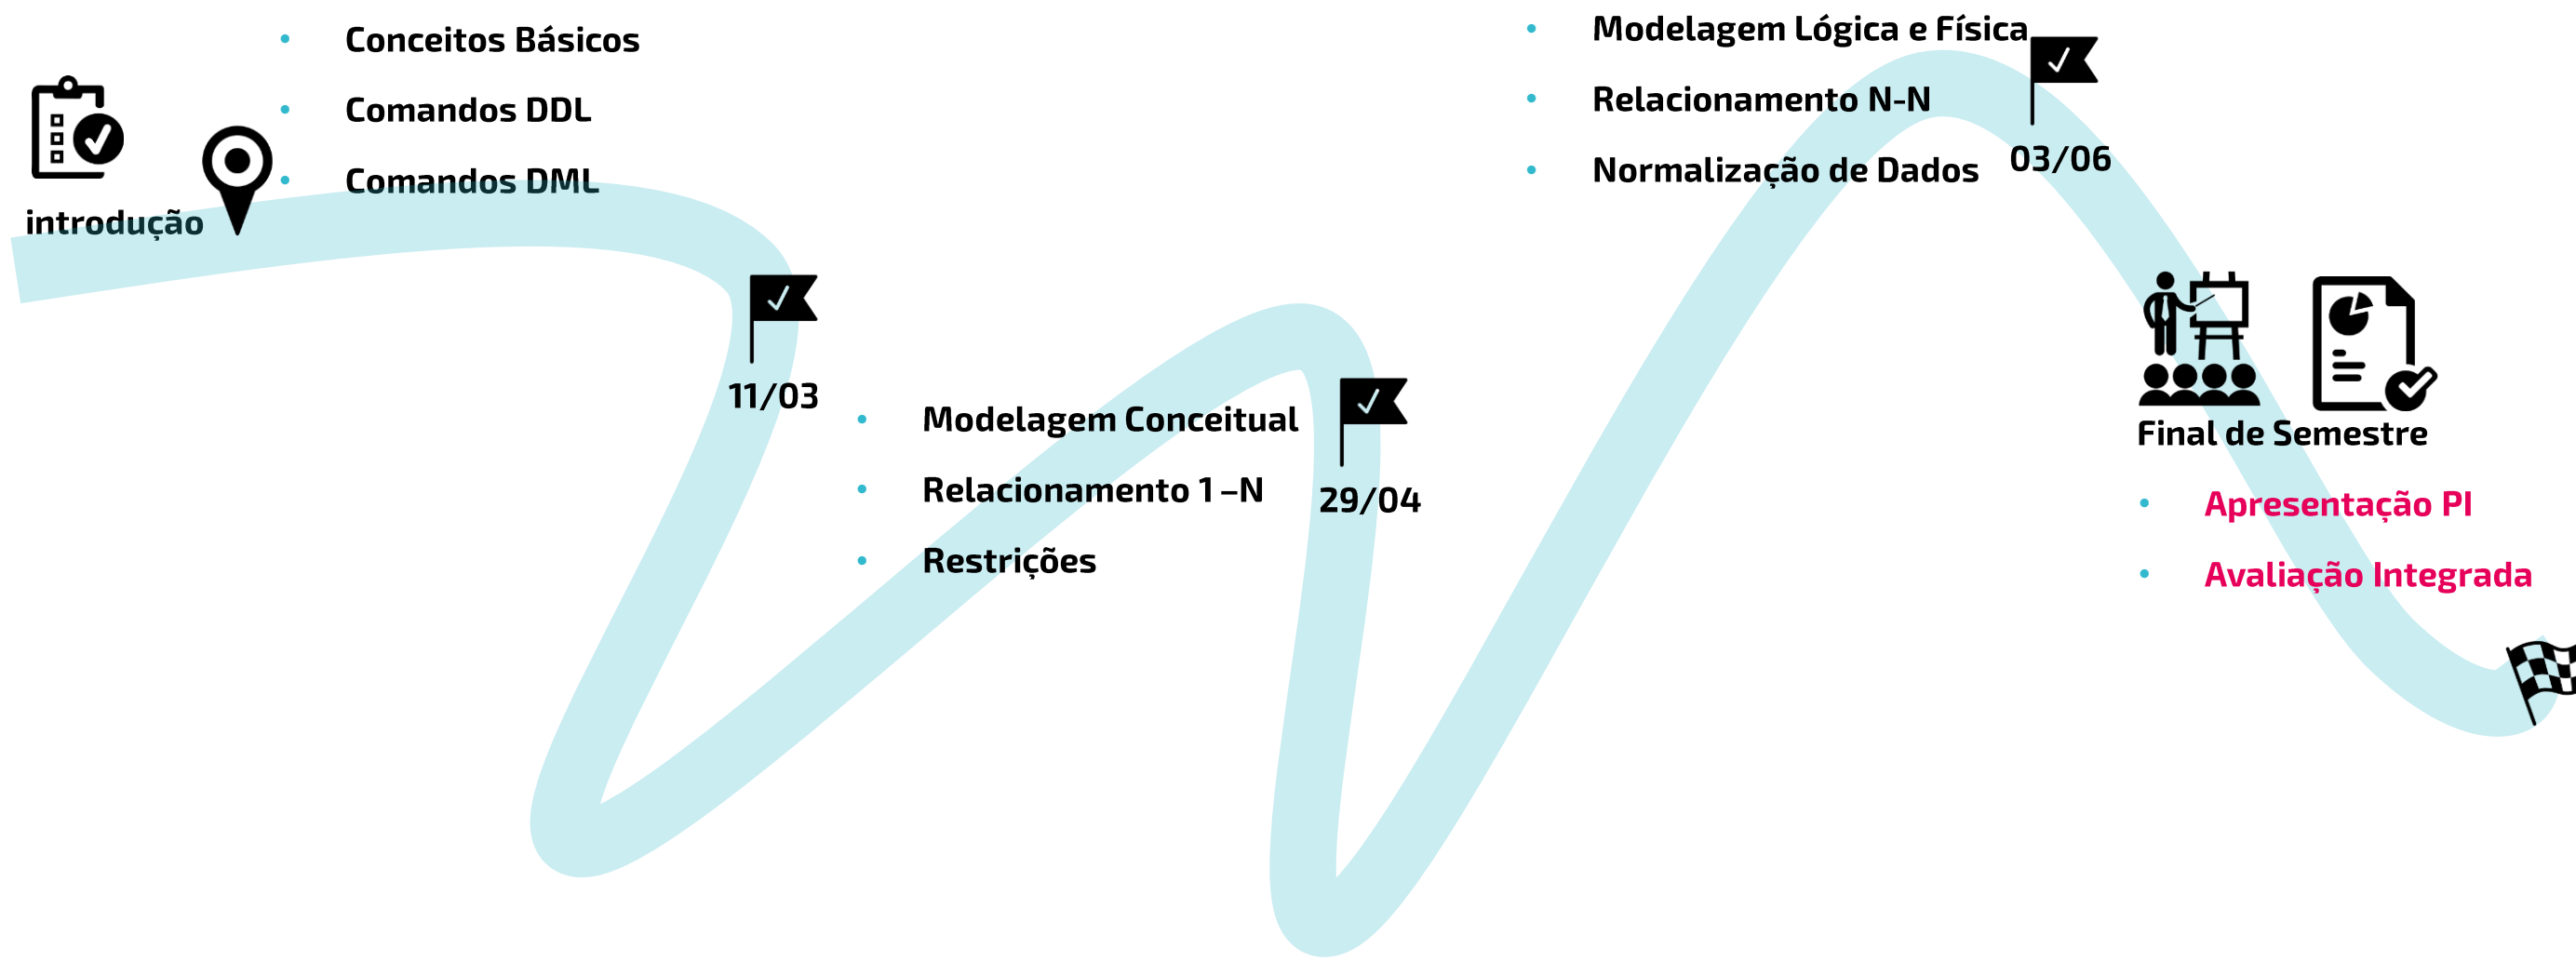 introdução
Conceitos Básicos
Comandos DDL
Comandos DML
11/03
Modelagem Conceitual
Relacionamento 1 –N
Restrições
29/04
Modelagem Lógica e Física
Relacionamento N-N
Normalização de Dados
03/06
Final de Semestre
Apresentação PI
Avaliação Integrada